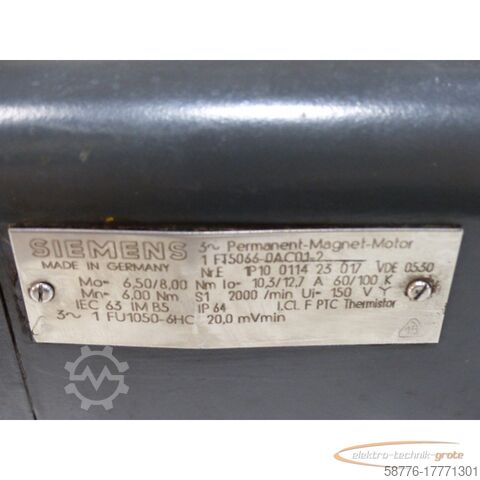 SIEMENS 3~ Permanent-Magnet-Motor
MADE IN GERMANY 1 FT5066-0AC01-2
Nr.E 1P10 0114 23 017 VDE 0530
Mo= 6,50/8,00 Nm Io= 10,3/12,7 A 60/100 K
Mn= 6,00 Nm S1 2000 /min Ui= 150 V Y
IEC 63 IM B5 IP 64 I.CL F PTC Thermistor
3~ 1 FU1050-6HC 20,0 mVmin
elektro-technik-grote
58776-17771301